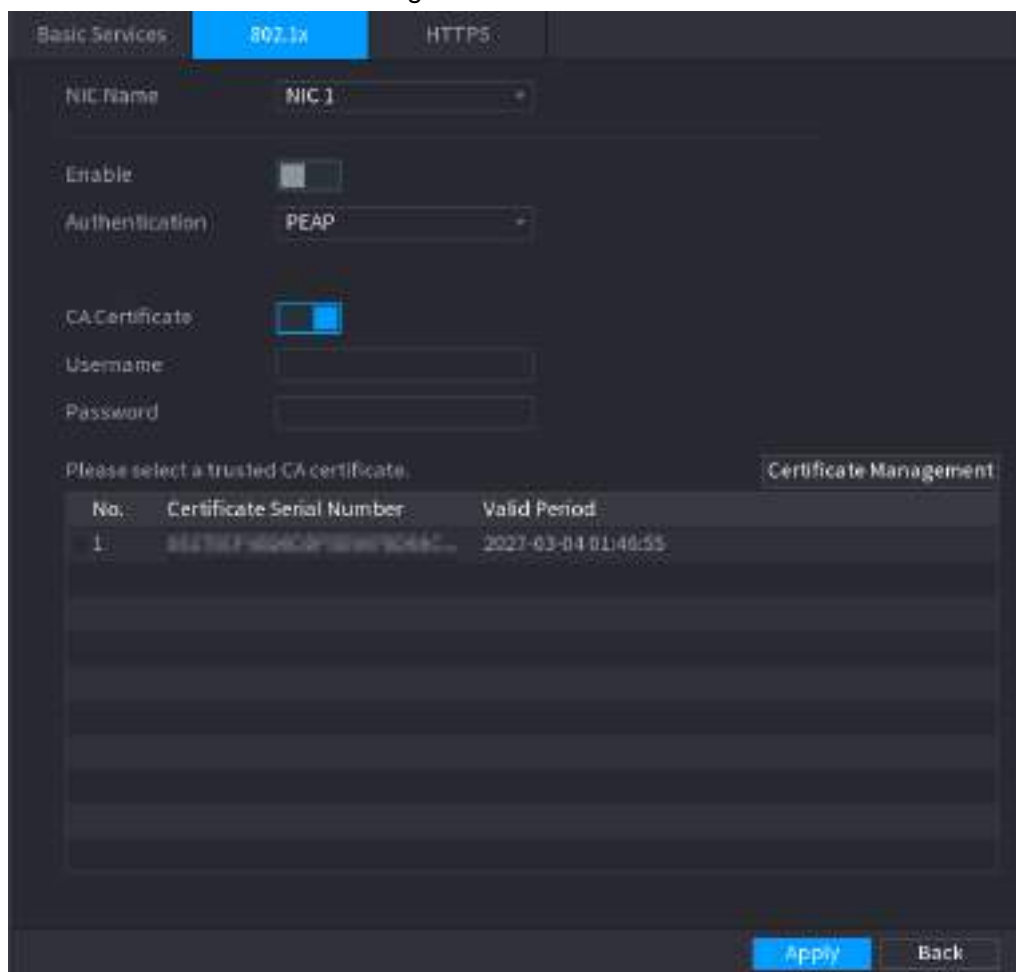 Basic Services 802.1x HTTPS
NIC Name NIC 1
Enable
Authentication PEAP
CA Certificate
Username
Password
Please select a trusted CA certificate. Certificate Management
No. Certificate Serial Number Valid Period
1 2027-03-04 01:46:55
Apply Back